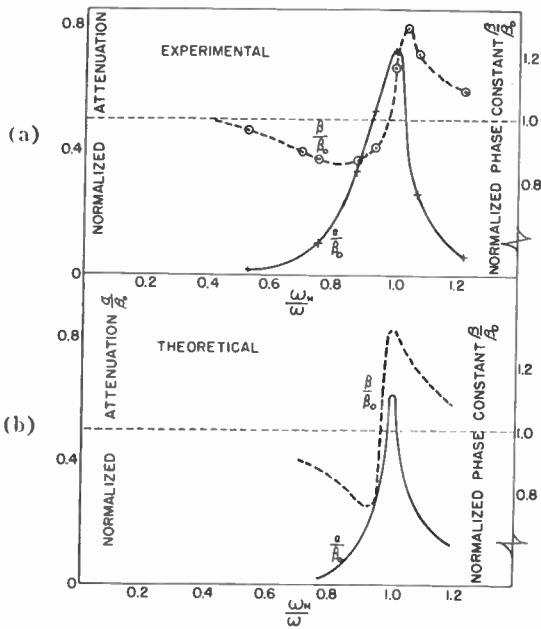 (a)
EXPERIMENTAL
NORMALIZED ATTENUATION
0.8
0.4
0
β/β₀
α/β₀
NORMALIZED PHASE CONSTANT β/β₀
1.2
1.0
0.8
0.2 0.4 0.6 0.8 1.0 1.2
ω_H/ω
(b)
THEORETICAL
NORMALIZED ATTENUATION α/β₀
0.8
0.4
0
β/β₀
α/β₀
NORMALIZED PHASE CONSTANT β/β₀
1.2
1.0
0.8
0.2 0.4 0.6 0.8 1.0 1.2
ω_H/ω